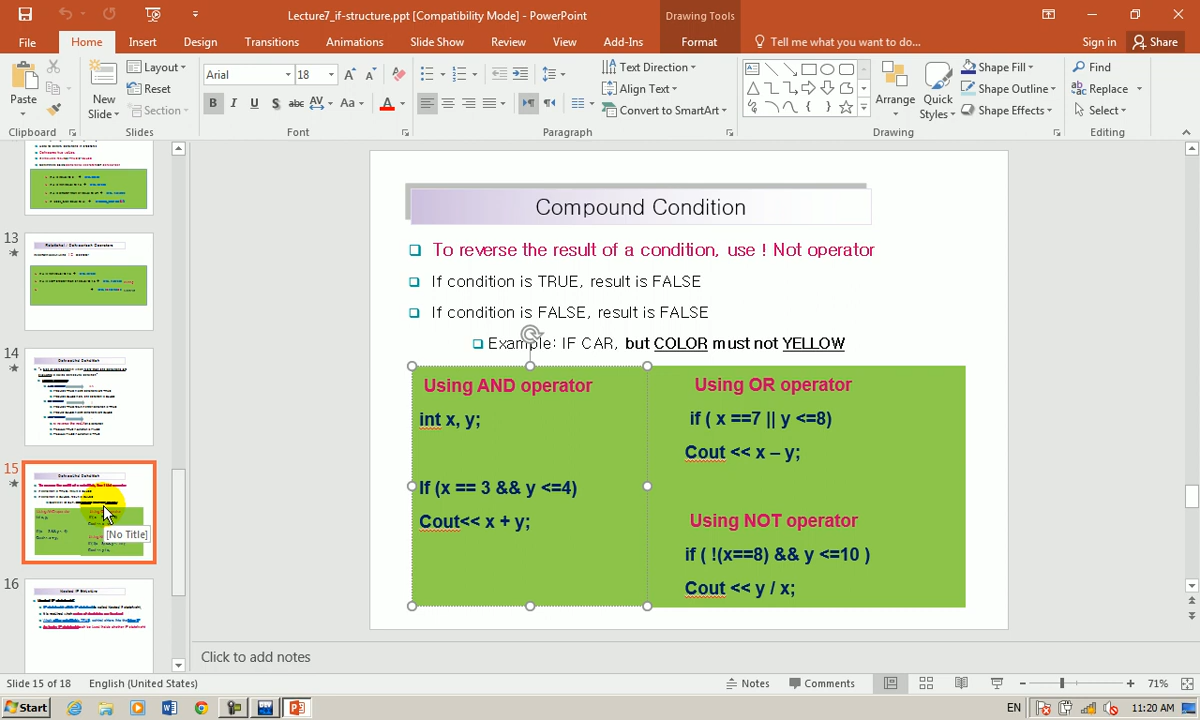 Lecture7_if-structure.ppt [Compatibility Mode] - PowerPoint
Drawing Tools
File Home Insert Design Transitions Animations Slide Show Review View Add-Ins Format Tell me what you want to do... Sign in Share
Paste
New Slide
Layout
Reset
Section
Arial 18
B I U S abc AV Aa A
Text Direction
Align Text
Convert to SmartArt
Arrange
Quick Styles
Shape Fill
Shape Outline
Shape Effects
Find
Replace
Select
Clipboard Slides Font Paragraph Drawing Editing
13
14
15
[No Title]
16
Compound Condition
To reverse the result of a condition, use ! Not operator
If condition is TRUE, result is FALSE
If condition is FALSE, result is FALSE
Example: IF CAR, but COLOR must not YELLOW
Using AND operator
int x, y;
If (x == 3 && y <=4)
Cout<< x + y;
Using OR operator
if ( x ==7 || y <=8)
Cout << x – y;
Using NOT operator
if ( !(x==8) && y <=10 )
Cout << y / x;
Click to add notes
Slide 15 of 18 English (United States) Notes Comments 71%
Start EN 11:20 AM